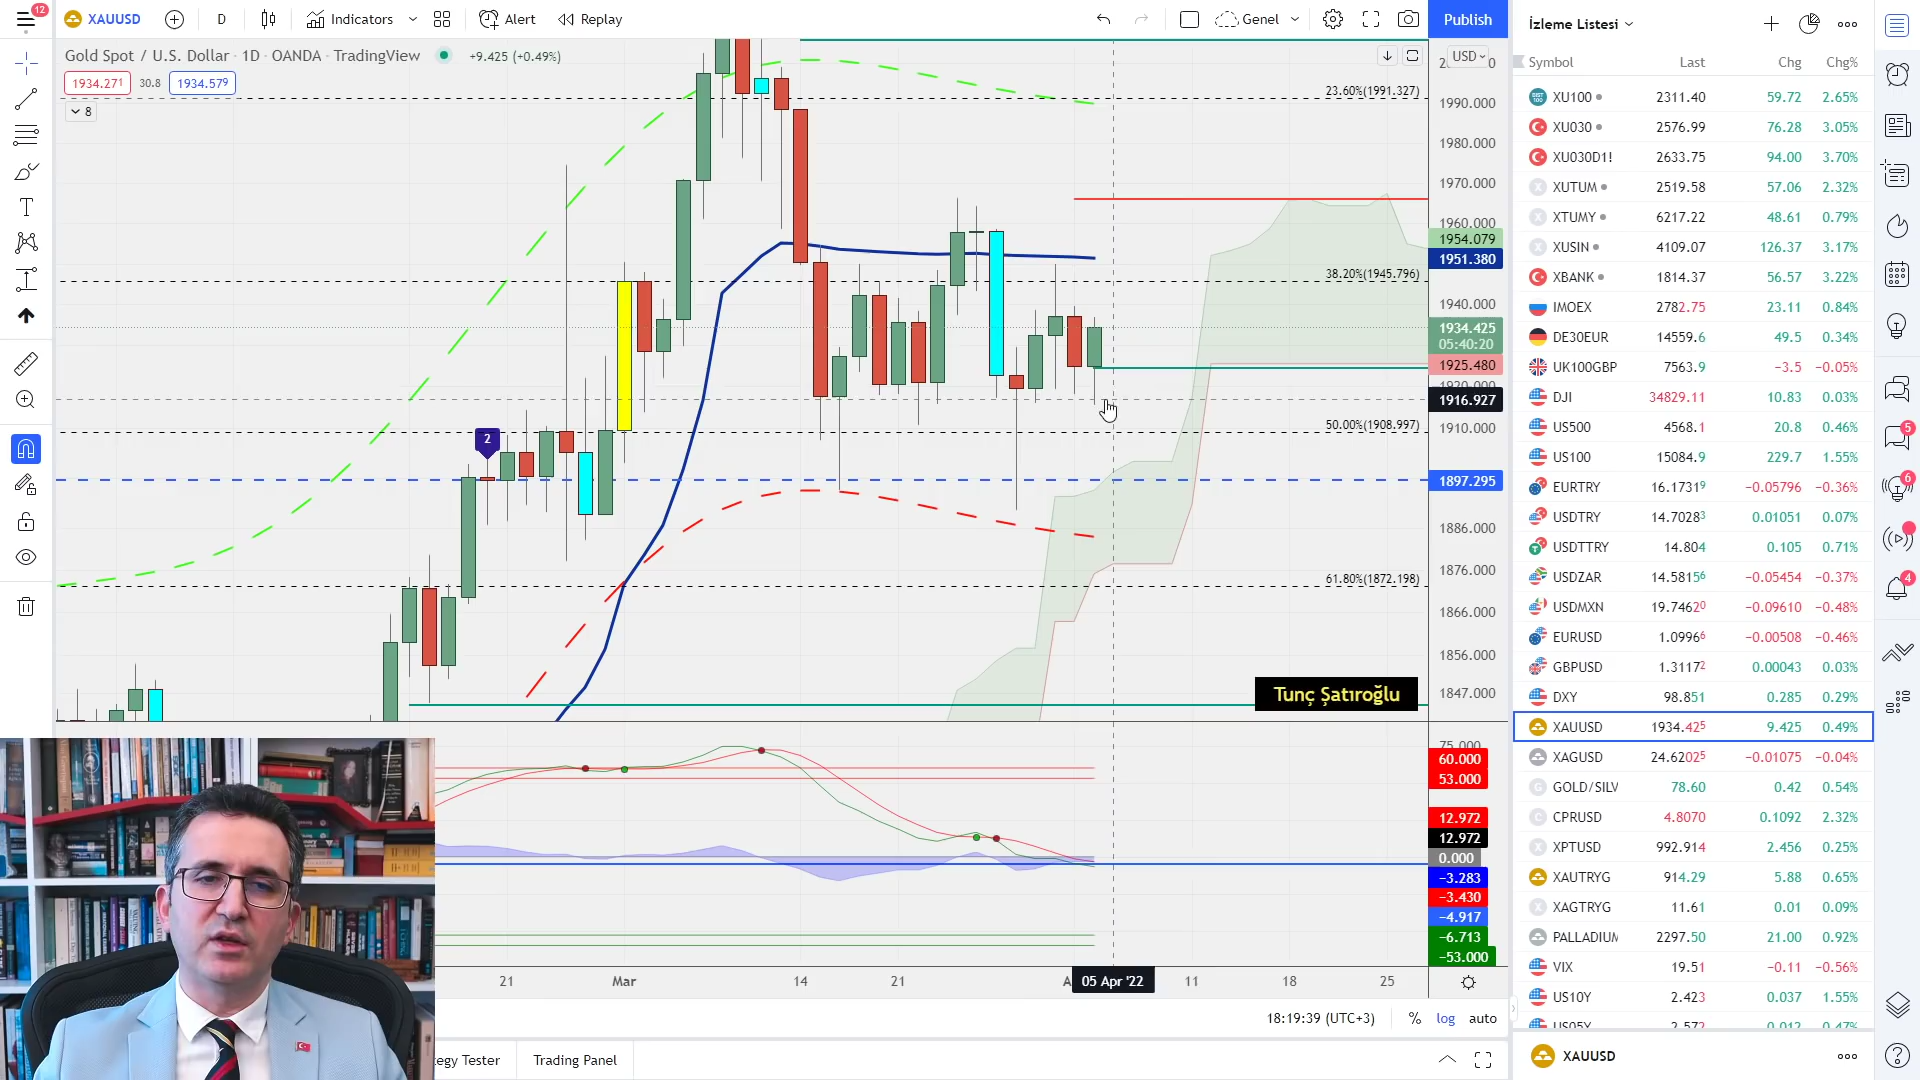 12
XAUUSD
D
Indicators
Alert
Replay
Genel
Publish
Gold Spot / U.S. Dollar · 1D · OANDA · TradingView
+9.425 (+0.49%)
1934.271
30.8
1934.579
8
USD
23.60%(1991.327)
38.20%(1945.796)
50.00%(1908.997)
61.80%(1872.198)
2
Tunç Şatıroğlu
1990.000
1980.000
1970.000
1960.000
1954.079
1951.380
1940.000
1934.425
05:40:20
1925.480
1920.000
1916.927
1910.000
1897.295
1886.000
1876.000
1866.000
1856.000
1847.000
75.000
60.000
53.000
12.972
12.972
0.000
−3.283
−3.430
−4.917
−6.713
−53.000
21
Mar
14
21
A
05 Apr '22
11
18
25
18:19:39 (UTC+3)
%
log
auto
tegy Tester
Trading Panel
İzleme Listesi
Symbol Last Chg Chg%
XU100 2311.40 59.72 2.65%
XU030 2576.99 76.28 3.05%
XU030D1! 2633.75 94.00 3.70%
XUTUM 2519.58 57.06 2.32%
XTUMY 6217.22 48.61 0.79%
XUSIN 4109.07 126.37 3.17%
XBANK 1814.37 56.57 3.22%
IMOEX 2782.75 23.11 0.84%
DE30EUR 14559.6 49.5 0.34%
UK100GBP 7563.9 −3.5 −0.05%
DJI 34829.11 10.83 0.03%
US500 4568.1 20.8 0.46%
US100 15084.9 229.7 1.55%
EURTRY 16.17319 −0.05796 −0.36%
USDTRY 14.70283 0.01051 0.07%
USDTTRY 14.804 0.105 0.71%
USDZAR 14.58156 −0.05454 −0.37%
USDMXN 19.74620 −0.09610 −0.48%
EURUSD 1.09966 −0.00508 −0.46%
GBPUSD 1.31172 0.00043 0.03%
DXY 98.851 0.285 0.29%
XAUUSD 1934.425 9.425 0.49%
XAGUSD 24.62025 −0.01075 −0.04%
GOLD/SILV 78.60 0.42 0.54%
CPRUSD 4.8070 0.1092 2.32%
XPTUSD 992.914 2.456 0.25%
XAUTRYG 914.29 5.88 0.65%
XAGTRYG 11.61 0.01 0.09%
PALLADIUM 2297.50 21.00 0.92%
VIX 19.51 −0.11 −0.56%
US10Y 2.423 0.037 1.55%
US05Y 2.572 0.012 0.47%
XAUUSD
5
6
4